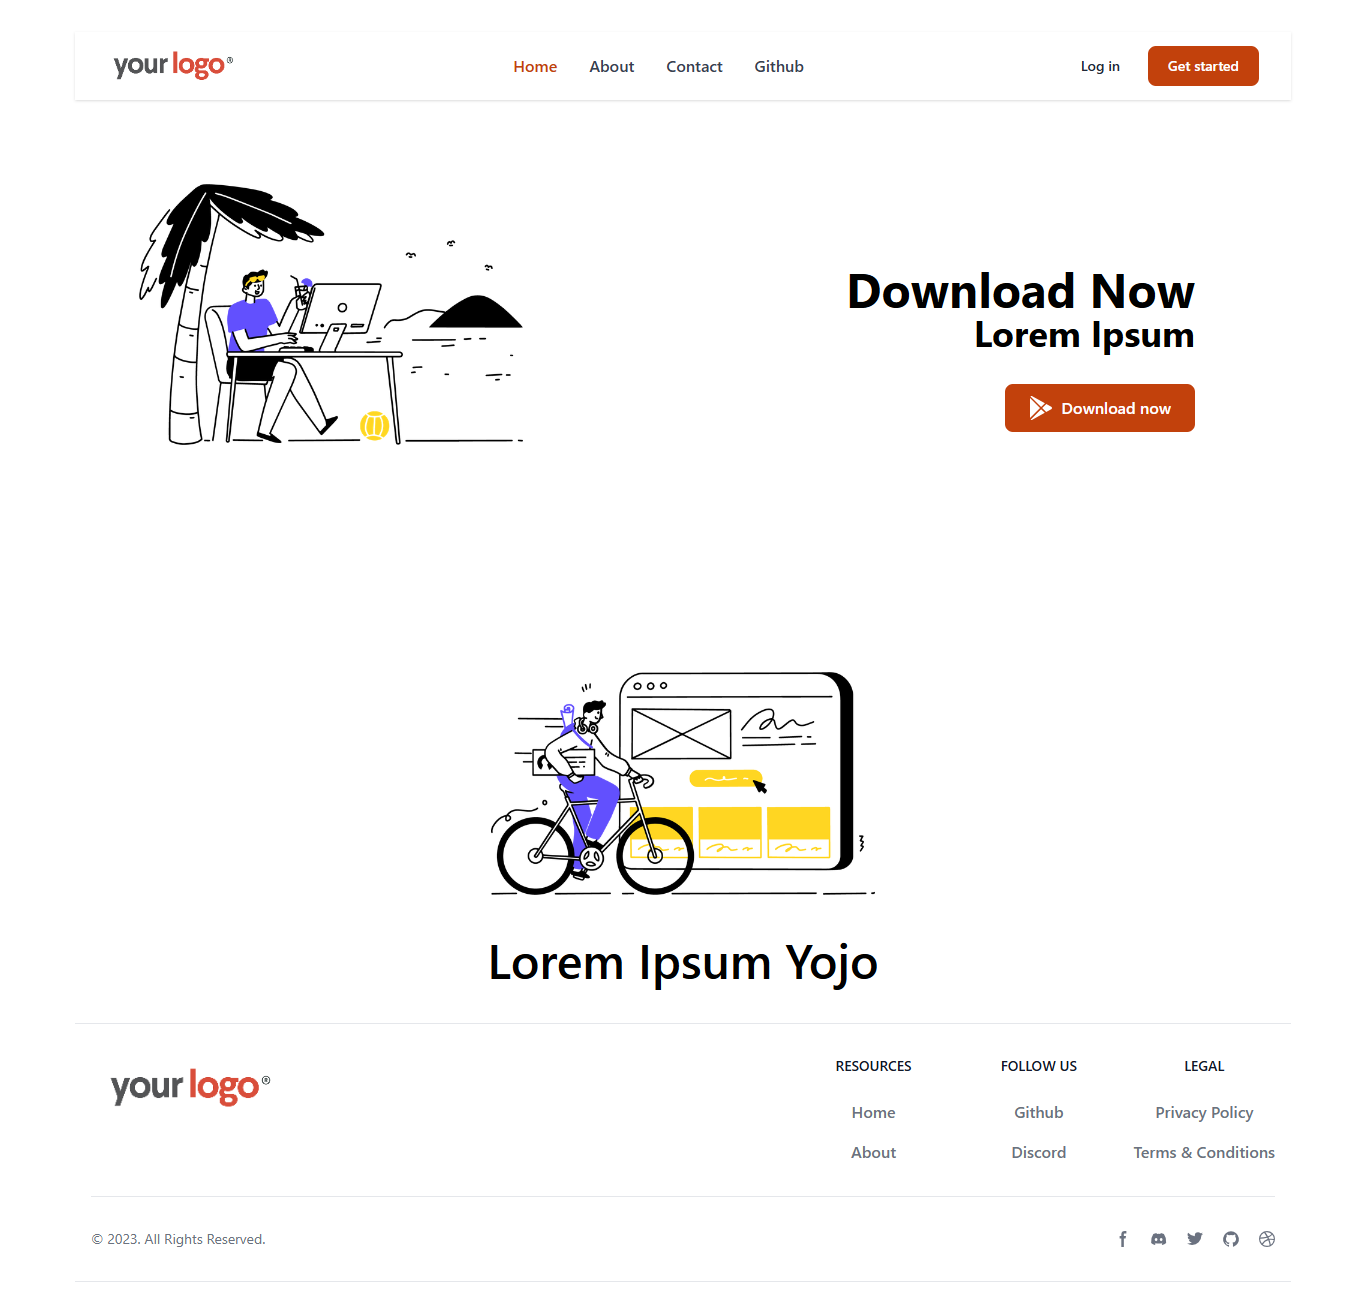 your logo®
Home About Contact Github
Log in Get started
Download Now
Lorem Ipsum
Download now
Lorem Ipsum Yojo
your logo®
RESOURCES
Home
About
FOLLOW US
Github
Discord
LEGAL
Privacy Policy
Terms & Conditions
© 2023. All Rights Reserved.